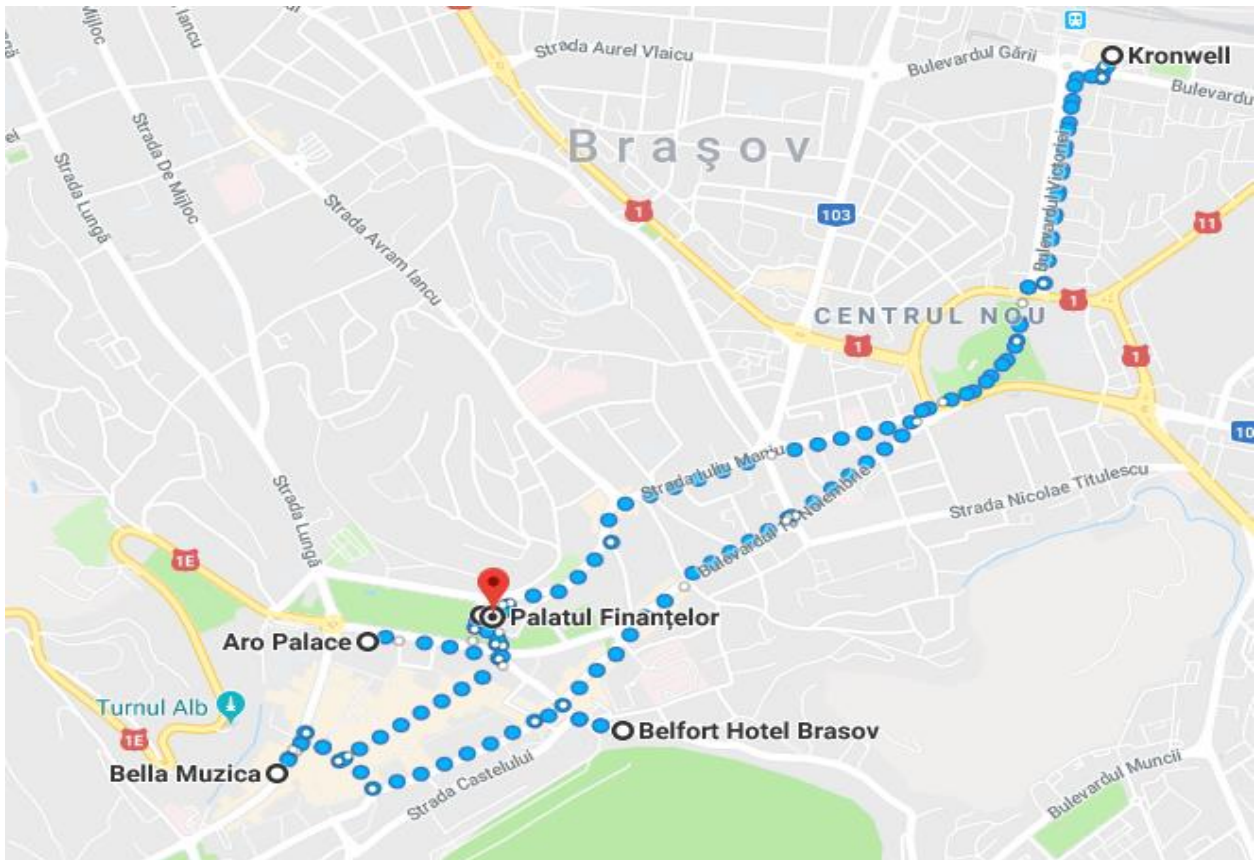 Strada Aurel Vlaicu
Bulevardul Gării
Kronwell
Bulevardu
Strada Lungă
Strada De Mijloc
Iancu
Mijloc
ngă
el
Brașov
1
103
11
Bulevardul Victoriei
Strada Avram Iancu
CENTRUL NOU
1
1
1
10
Strada Iuliu Maniu
Strada Nicolae Titulescu
Bulevardul 15 Noiembrie
Strada Lungă
1E
Palatul Finanțelor
Aro Palace
Turnul Alb
1E
Belfort Hotel Brasov
Bella Muzica
Strada Castelului
Bulevardul Muncii